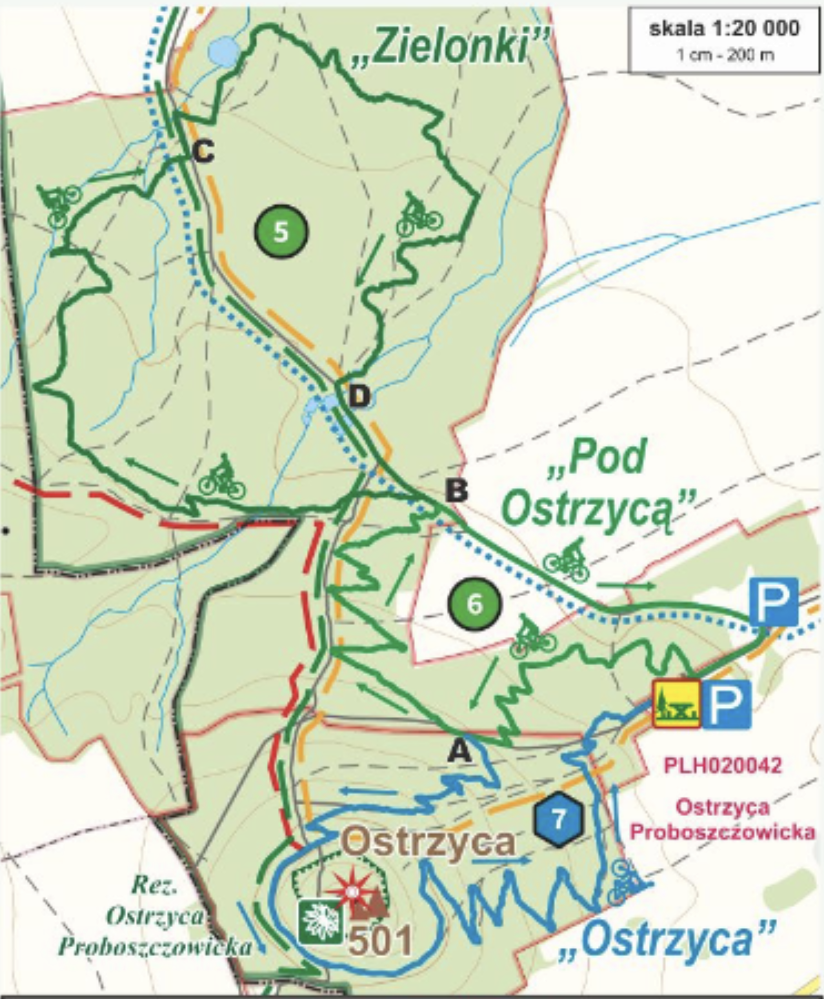 skala 1:20 000
1 cm - 200 m
„Zielonki”
C
5
D
B
„Pod
Ostrzycą”
6
P
P
A
PLH020042
Ostrzyca
Proboszczowicka
7
Ostrzyca
501
Rez.
Ostrzyca
Proboszczowicka
„Ostrzyca”